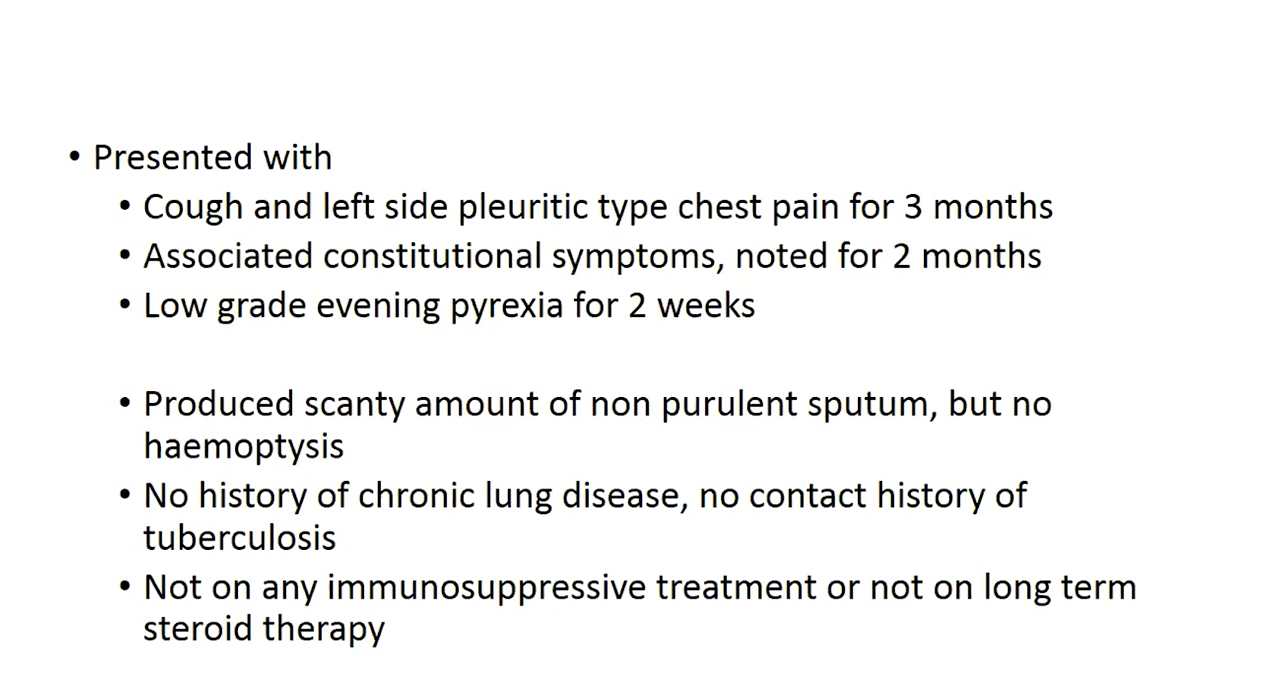 • Presented with
• Cough and left side pleuritic type chest pain for 3 months
• Associated constitutional symptoms, noted for 2 months
• Low grade evening pyrexia for 2 weeks
• Produced scanty amount of non purulent sputum, but no
haemoptysis
• No history of chronic lung disease, no contact history of
tuberculosis
• Not on any immunosuppressive treatment or not on long term
steroid therapy